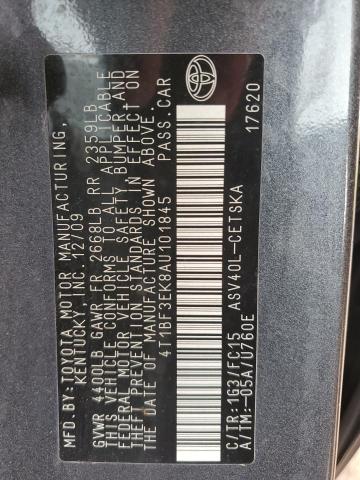 MFD BY:TOYOTA MOTOR MANUFACTURING,
KENTUCKY, INC. 12/09
GVWR 4400LB GAWR FR 2668LB RR 2359LB
THIS VEHICLE CONFORMS TO ALL APPLICABLE
FEDERAL MOTOR VEHICLE SAFETY, BUMPER, AND
THEFT PREVENTION STANDARDS IN EFFECT ON
THE DATE OF MANUFACTURE SHOWN ABOVE.
4T1BF3EK8AU101845 PASS.CAR
C/TR:1G3/FC15 ASV40L-CETSKA
A/TM:-05A/U760E 17620